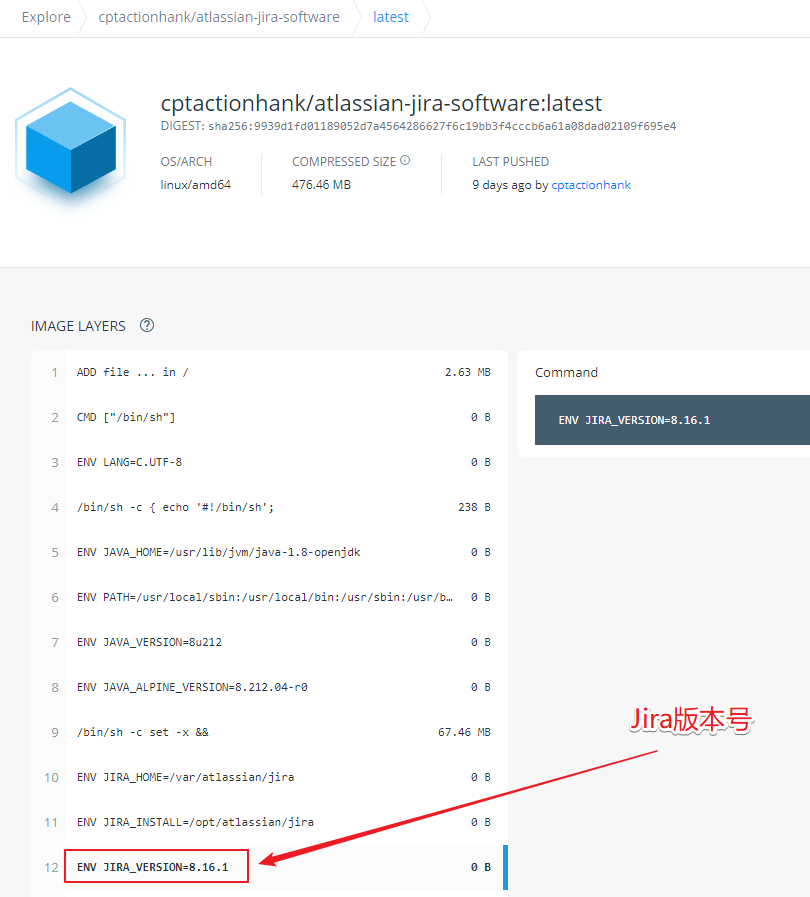 Explore cptactionhank/atlassian-jira-software latest
cptactionhank/atlassian-jira-software:latest
DIGEST: sha256:9939d1fd01189052d7a4564286627f6c19bb3f4cccb6a61a08dad02109f695e4
OS/ARCH COMPRESSED SIZE LAST PUSHED
linux/amd64 476.46 MB 9 days ago by cptactionhank
IMAGE LAYERS ?
1 ADD file ... in / 2.63 MB
Command
2 CMD ["/bin/sh"] 0 B
ENV JIRA_VERSION=8.16.1
3 ENV LANG=C.UTF-8 0 B
4 /bin/sh -c { echo '#!/bin/sh'; 238 B
5 ENV JAVA_HOME=/usr/lib/jvm/java-1.8-openjdk 0 B
6 ENV PATH=/usr/local/sbin:/usr/local/bin:/usr/sbin:/usr/b… 0 B
7 ENV JAVA_VERSION=8u212 0 B
8 ENV JAVA_ALPINE_VERSION=8.212.04-r0 0 B
Jira版本号
9 /bin/sh -c set -x && 67.46 MB
10 ENV JIRA_HOME=/var/atlassian/jira 0 B
11 ENV JIRA_INSTALL=/opt/atlassian/jira 0 B
12 ENV JIRA_VERSION=8.16.1 0 B